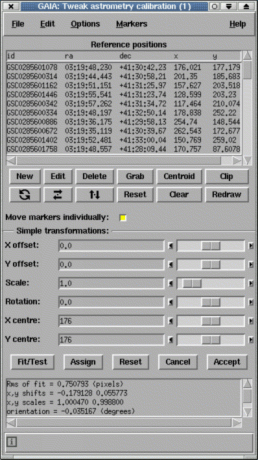 GAIA: Tweak astrometry calibration (1)
File Edit Options Markers Help
Reference positions
id ra dec x y
GSC0285601078 03:19:48,230 +41:30:42,23 176,021 177,179
GSC0285600314 03:19:44,443 +41:30:58,21 201,35 185,683
GSC0285601162 03:19:51,151 +41:31:25,97 157,627 203,518
GSC0285600146 03:19:55,541 +41:31:23,74 128,599 203,23
GSC0285600342 03:19:57,262 +41:31:34,72 117,464 210,074
GSC0285600334 03:19:48,197 +41:32:50,14 178,838 252,22
GSC0285600886 03:19:36,175 +41:29:58,13 254,74 148,544
GSC0285600672 03:19:35,119 +41:30:39,67 262,543 172,677
GSC0285601402 03:19:52,481 +41:33:00,04 150,769 259,02
GSC0285600758 03:19:48,557 +41:28:09,44 170,757 87,6078
New Edit Delete Grab Centroid Clip
Reset Clear Redraw
Move markers individually:
Simple transformations:
X offset: 0.0
Y offset: 0.0
Scale: 1.0
Rotation: 0.0
X centre: 176
Y centre: 176
Fit/Test Assign Reset Cancel Accept
Rms of fit = 0.750793 (pixels)
x,y shifts = -0.179128 0.055773
x,y scales = 1.000470 0.998800
orientation = -0.035167 (degrees)